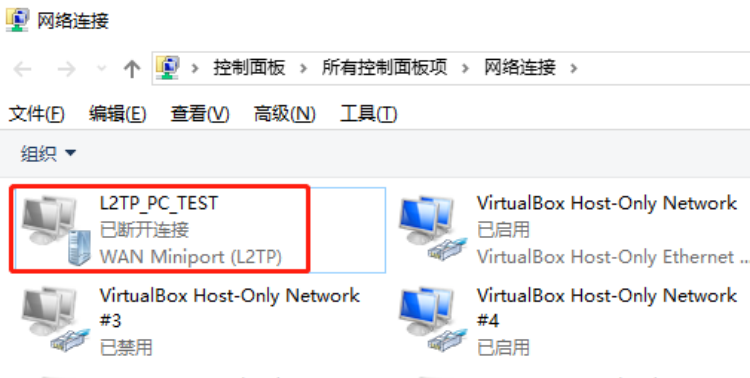 网络连接
控制面板 › 所有控制面板项 › 网络连接 ›
文件(F) 编辑(E) 查看(V) 高级(N) 工具(T)
组织
L2TP_PC_TEST
已断开连接
WAN Miniport (L2TP)
VirtualBox Host-Only Network
已启用
VirtualBox Host-Only Ethernet ...
VirtualBox Host-Only Network
#3
已禁用
VirtualBox Host-Only Network
#4
已启用